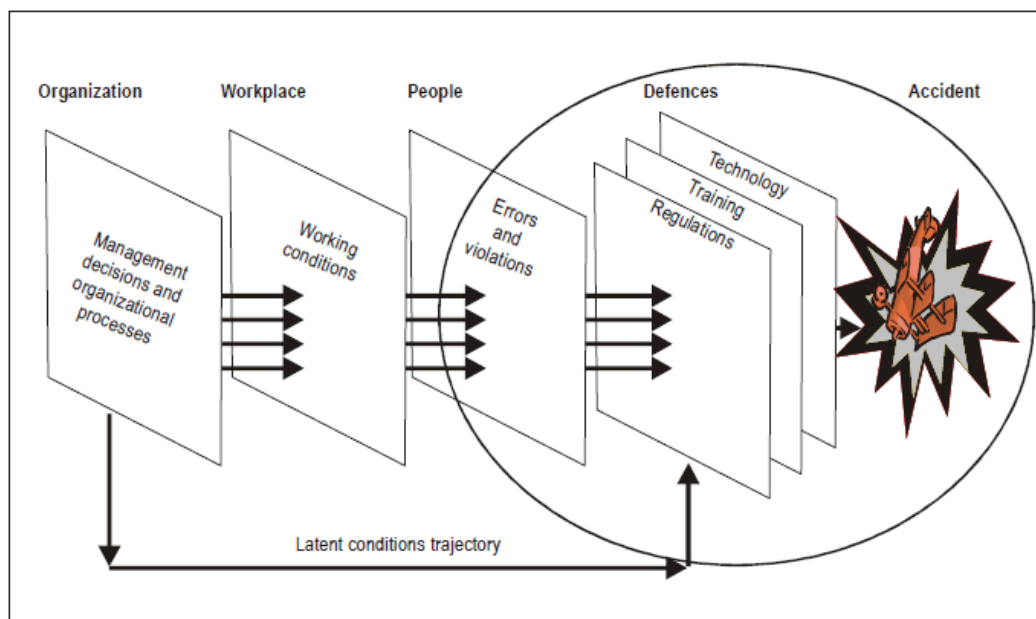 Organization
Workplace
People
Defences
Accident
Management
decisions and
organizational
processes
Working
conditions
Errors
and
violations
Technology
Training
Regulations
Latent conditions trajectory